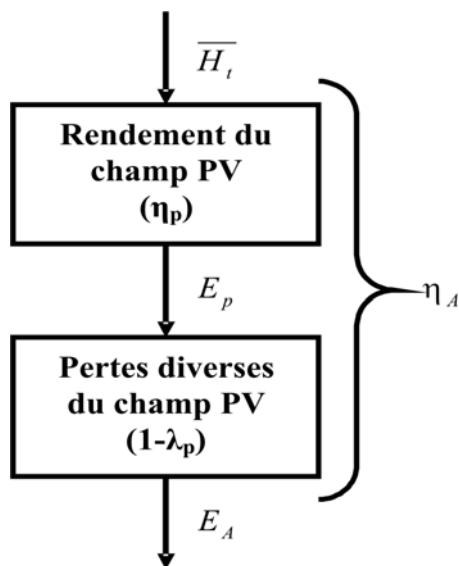 H̅t̅
Rendement du
champ PV
(ηp)
Ep
ηA
Pertes diverses
du champ PV
(1-λp)
EA